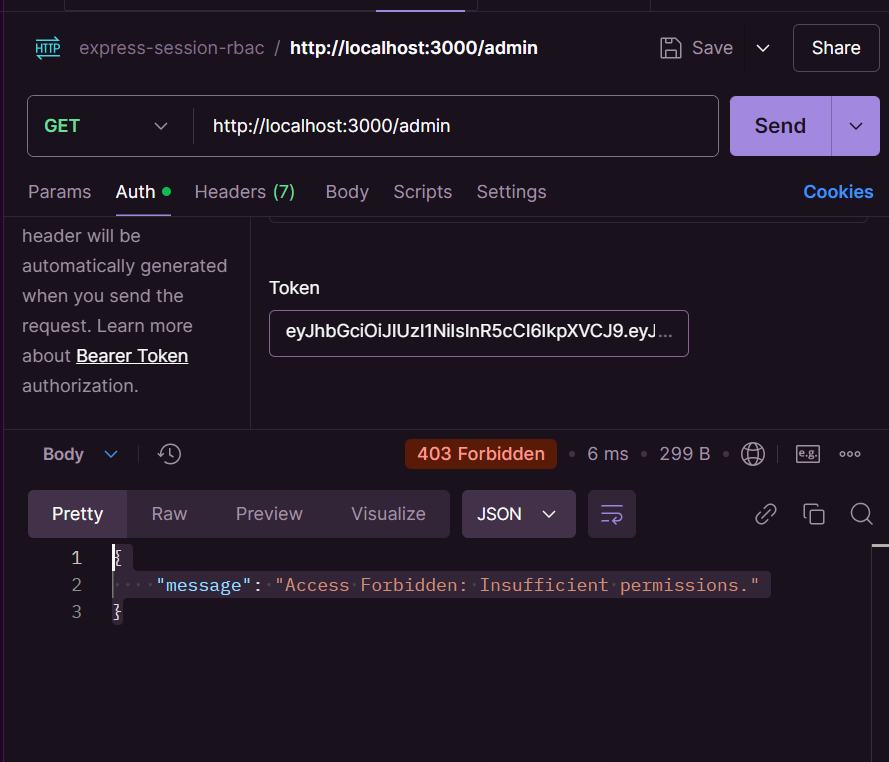 HTTP express-session-rbac / http://localhost:3000/admin Save Share
GET http://localhost:3000/admin Send
Params Auth Headers (7) Body Scripts Settings Cookies
header will be
automatically generated
when you send the
request. Learn more
about Bearer Token
authorization.
Token
eyJhbGciOiJIUzI1NiIsInR5cCI6IkpXVCJ9.eyJ...
Body 403 Forbidden • 6 ms • 299 B • e.g.
Pretty Raw Preview Visualize JSON
1 {
2 "message": "Access Forbidden: Insufficient permissions."
3 }